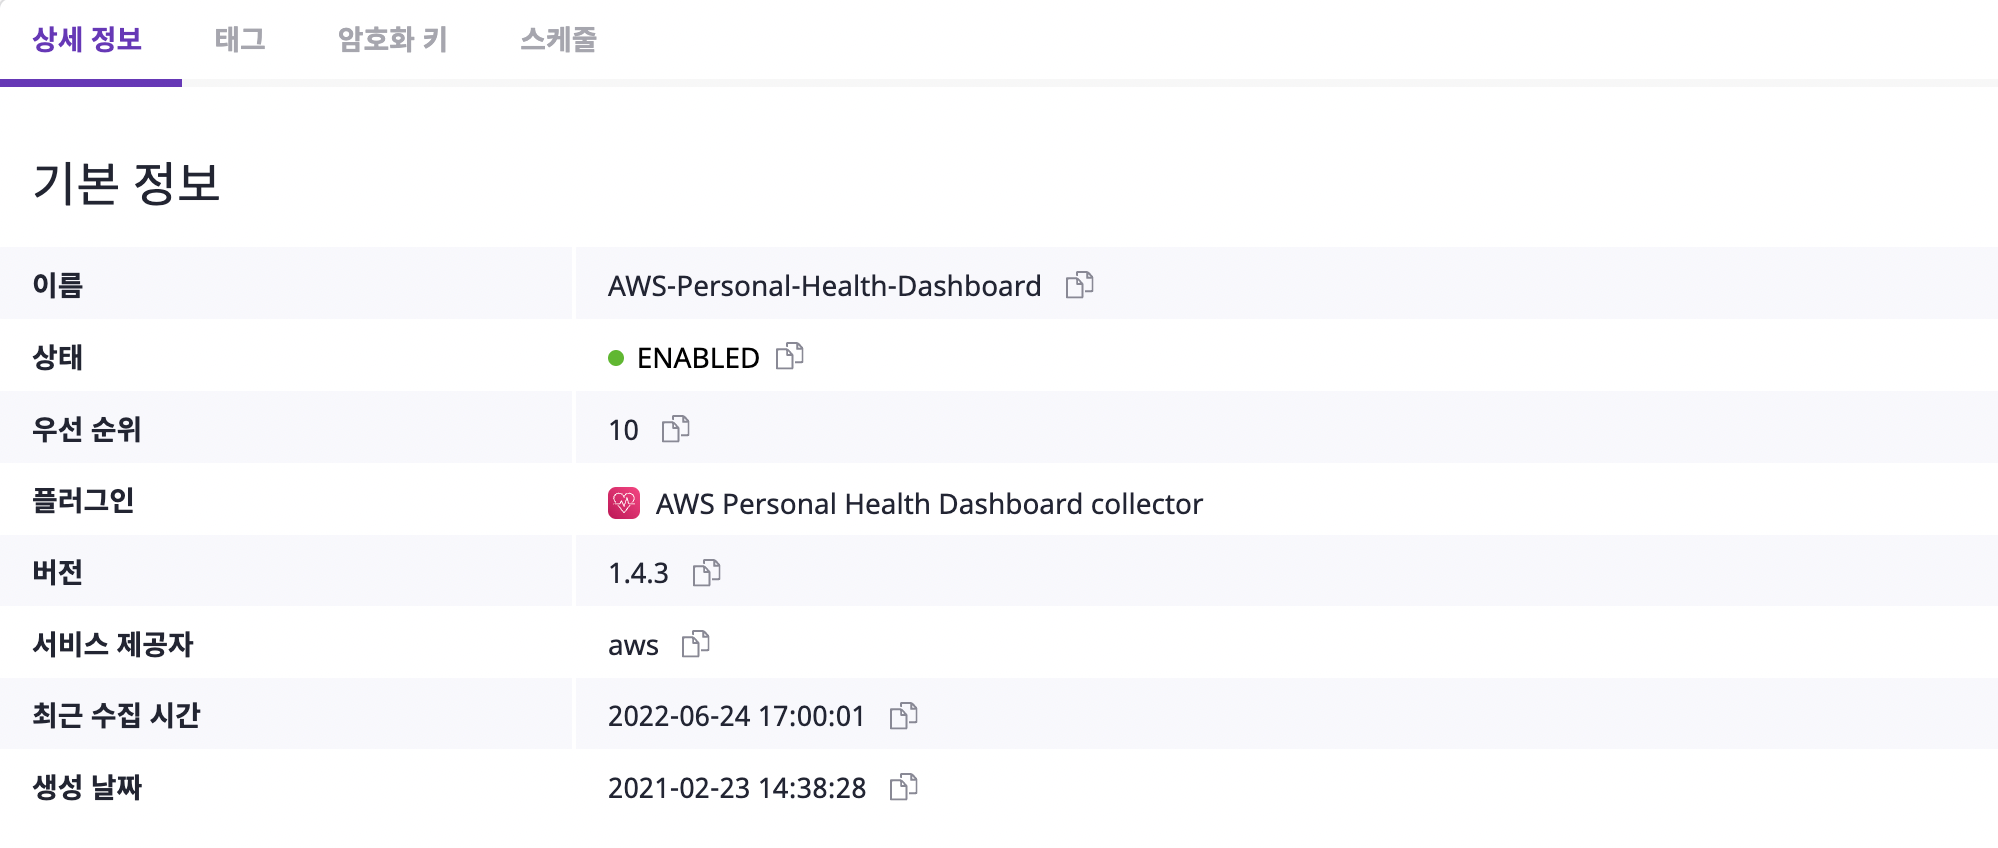 상세 정보 태그 암호화 키 스케줄
기본 정보
이름 AWS-Personal-Health-Dashboard
상태 ENABLED
우선 순위 10
플러그인 AWS Personal Health Dashboard collector
버전 1.4.3
서비스 제공자 aws
최근 수집 시간 2022-06-24 17:00:01
생성 날짜 2021-02-23 14:38:28